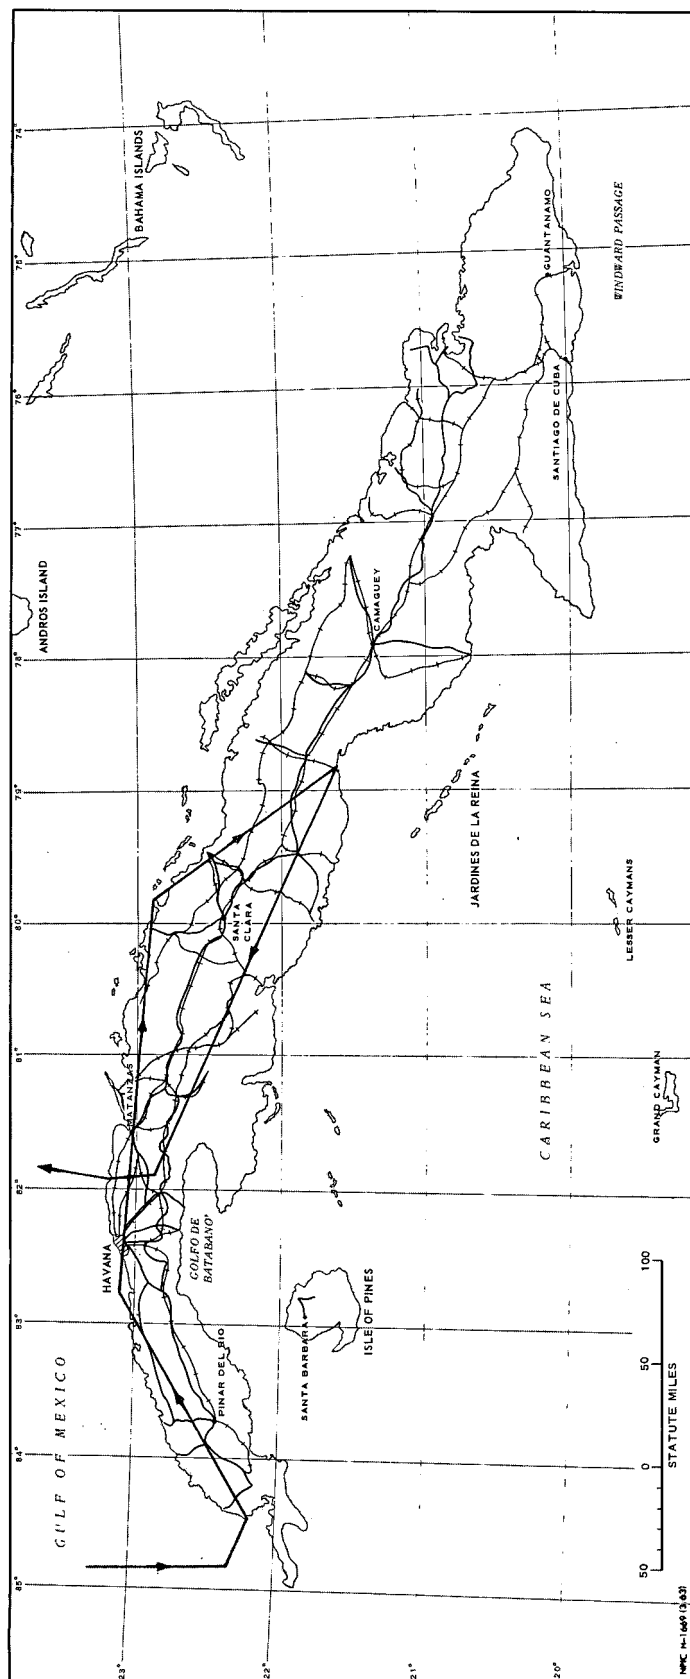 GULF OF MEXICO
ANDROS ISLAND
BAHAMA ISLANDS
85°
84°
83°
82°
81°
80°
79°
78°
77°
76°
75°
74°
23°
22°
21°
20°
HAVANA
MATANZAS
PINAR DEL RIO
GOLFO DE
BATABANO
SANTA
CLARA
CAMAGUEY
SANTA BARBARA
ISLE OF PINES
JARDINES DE LA REINA
GUANTANAMO
SANTIAGO DE CUBA
WINDWARD PASSAGE
CARIBBEAN SEA
LESSER CAYMANS
GRAND CAYMAN
50 0 50 100
STATUTE MILES
NPIC H-1669 (3/63)